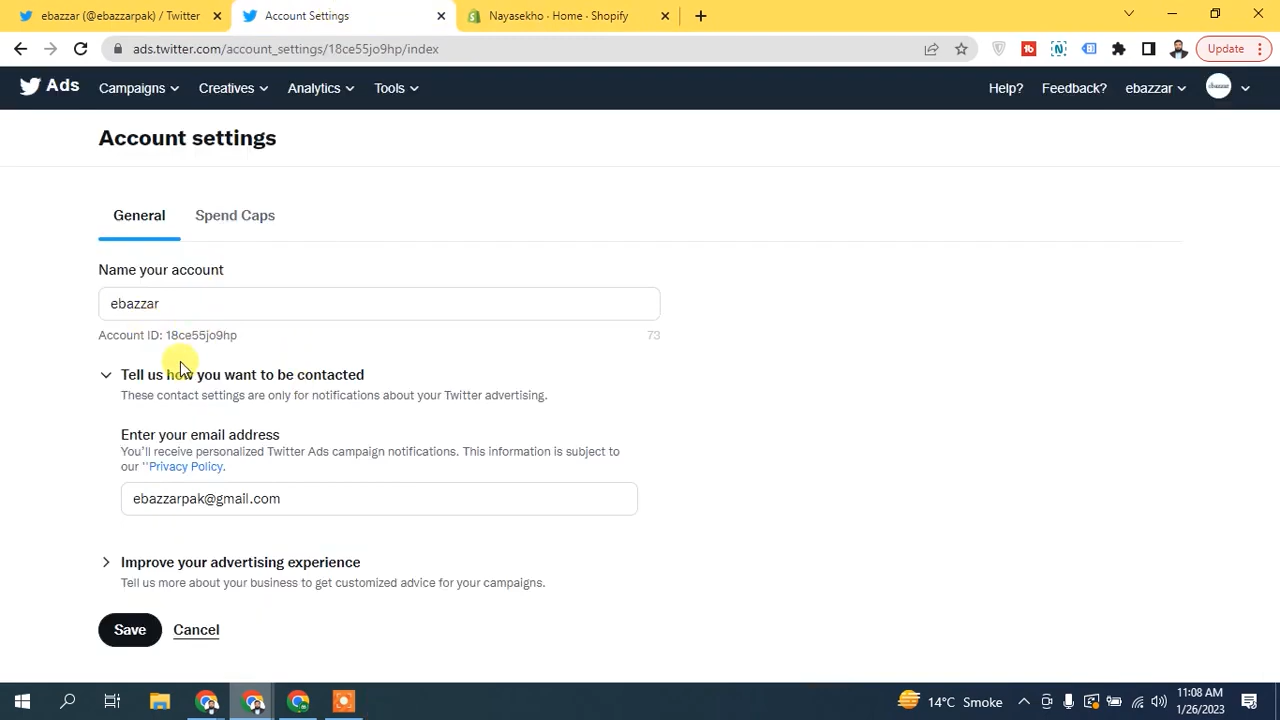 ebazzar (@ebazzarpak) / Twitter
Account Settings
Nayasekho · Home · Shopify
ads.twitter.com/account_settings/18ce55jo9hp/index
Update
Ads
Campaigns
Creatives
Analytics
Tools
Help?
Feedback?
ebazzar
Account settings
General
Spend Caps
Name your account
ebazzar
Account ID: 18ce55jo9hp
73
Tell us how you want to be contacted
These contact settings are only for notifications about your Twitter advertising.
Enter your email address
You'll receive personalized Twitter Ads campaign notifications. This information is subject to
our ''Privacy Policy.
ebazzarpak@gmail.com
Improve your advertising experience
Tell us more about your business to get customized advice for your campaigns.
Save
Cancel
14°C Smoke
11:08 AM
1/26/2023